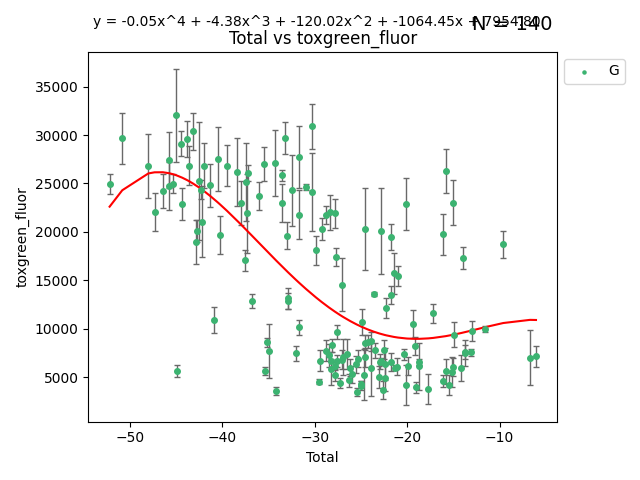 y = -0.05x^4 + -4.38x^3 + -120.02x^2 + -1064.45x + 7954.80
N = 140
Total vs toxgreen_fluor
G
35000
30000
25000
20000
15000
10000
5000
toxgreen_fluor
−50
−40
−30
−20
−10
Total